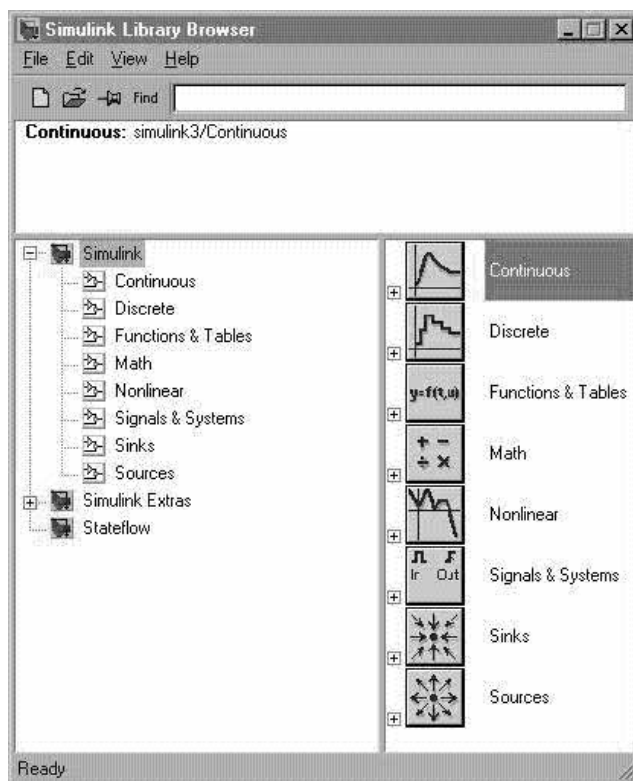 Simulink Library Browser
File Edit View Help
Find
Continuous: simulink3/Continuous
Simulink
Continuous
Discrete
Functions & Tables
Math
Nonlinear
Signals & Systems
Sinks
Sources
Simulink Extras
Stateflow
Continuous
Discrete
y=f(t,u) Functions & Tables
Math
Nonlinear
In Out Signals & Systems
Sinks
Sources
Ready